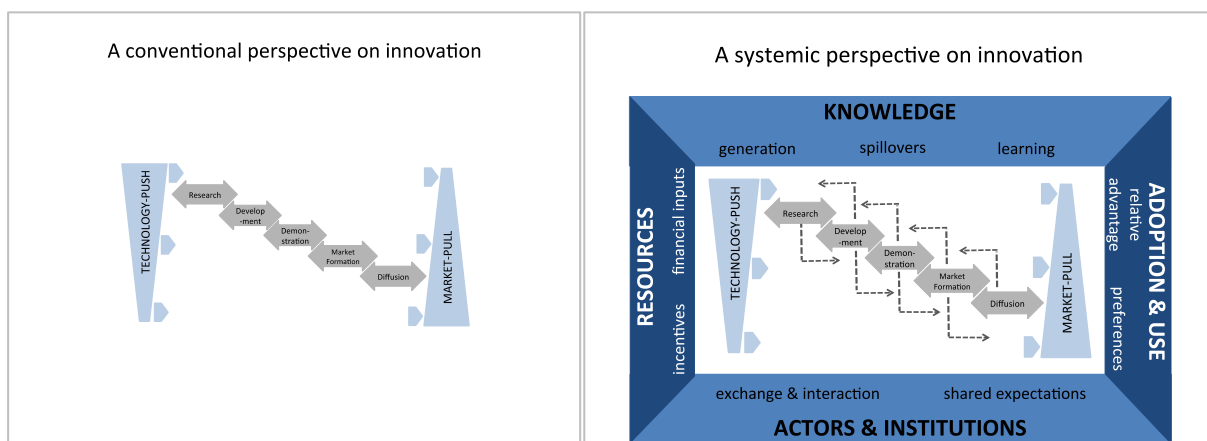 A conventional perspective on innovation
TECHNOLOGY-PUSH
Research
Develop
-ment
Demon-
stration
Market
Formation
Diffusion
MARKET-PULL
A systemic perspective on innovation
KNOWLEDGE
generation
spillovers
learning
RESOURCES
financial inputs
incentives
TECHNOLOGY-PUSH
Research
Develop
-ment
Demon-
stration
Market
Formation
Diffusion
MARKET-PULL
relative
advantage
preferences
ADOPTION & USE
exchange & interaction
shared expectations
ACTORS & INSTITUTIONS